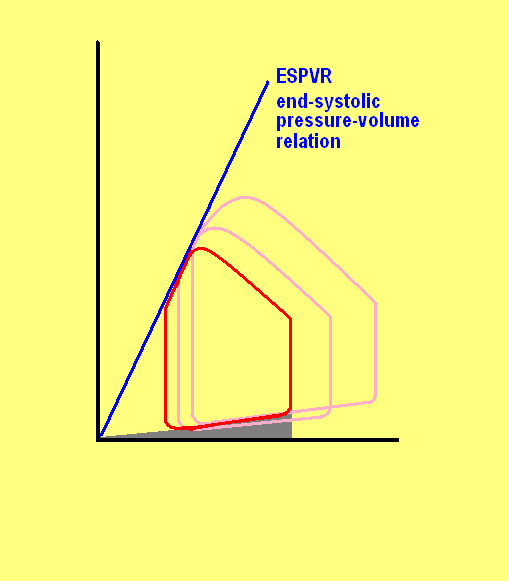 ESPVR
end-systolic
pressure-volume
relation